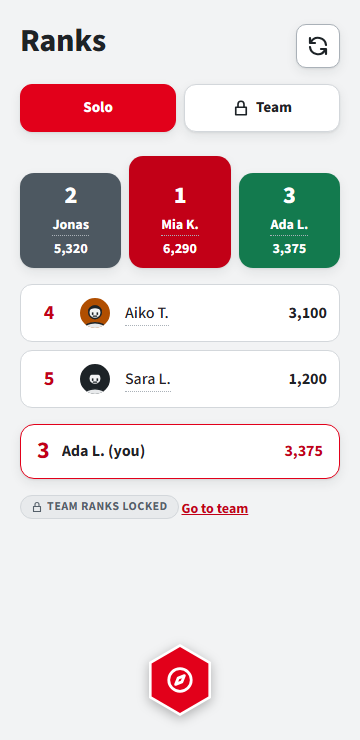 Ranks
Solo
Team
2
Jonas
5,320
1
Mia K.
6,290
3
Ada L.
3,375
4 Aiko T. 3,100
5 Sara L. 1,200
3 Ada L. (you) 3,375
TEAM RANKS LOCKED Go to team